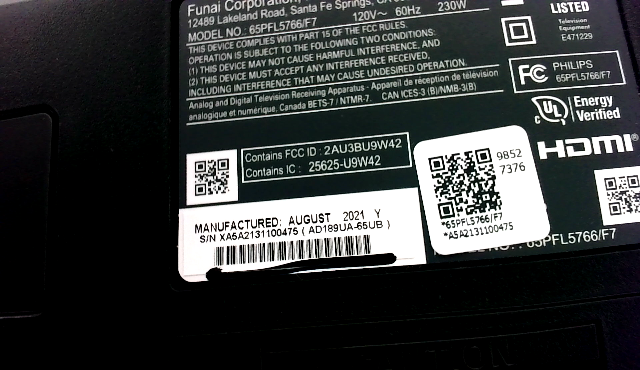 Funai Corporation,
12489 Lakeland Road, Santa Fe Springs, CA
MODEL NO.: 65PFL5766/F7 120V~ 60Hz 230W
THIS DEVICE COMPLIES WITH PART 15 OF THE FCC RULES.
OPERATION IS SUBJECT TO THE FOLLOWING TWO CONDITIONS:
(1) THIS DEVICE MAY NOT CAUSE HARMFUL INTERFERENCE, AND
(2) THIS DEVICE MUST ACCEPT ANY INTERFERENCE RECEIVED,
INCLUDING INTERFERENCE THAT MAY CAUSE UNDESIRED OPERATION.
Analog and Digital Television Receiving Apparatus · Appareil de réception de télévision
analogique et numérique, Canada BETS-7 / NTMR-7. CAN ICES-3 (B)/NMB-3(B)
LISTED
Television
Equipment
E471229
FC PHILIPS
65PFL5766/F7
UL Energy
Verified
HDMI®
Contains FCC ID : 2AU3BU9W42
Contains IC : 25625-U9W42
9852
7376
*65PFL5766/F7
*A5A2131100475
MANUFACTURED: AUGUST 2021 Y
S/N XA5A2131100475 ( AD189UA-65UB )
: 65PFL5766/F7